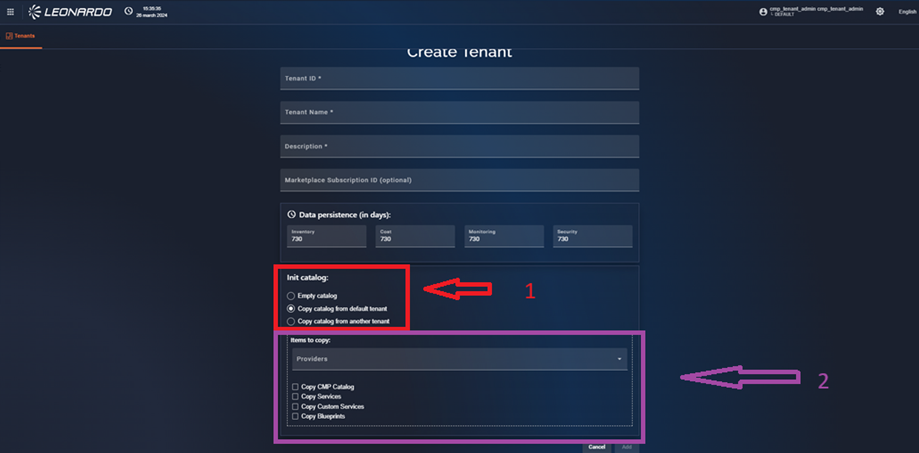 LEONARDO
15:35:35
26 march 2024
cmp_tenant_admin cmp_tenant_admin
DEFAULT
English
Tenants
Create Tenant
Tenant ID *
Tenant Name *
Description *
Marketplace Subscription ID (optional)
Data persistence (in days):
Inventory
730
Cost
730
Monitoring
730
Security
730
Init catalog:
Empty catalog
Copy catalog from default tenant
Copy catalog from another tenant
1
Items to copy:
Providers
Copy CMP Catalog
Copy Services
Copy Custom Services
Copy Blueprints
2
Cancel
Add